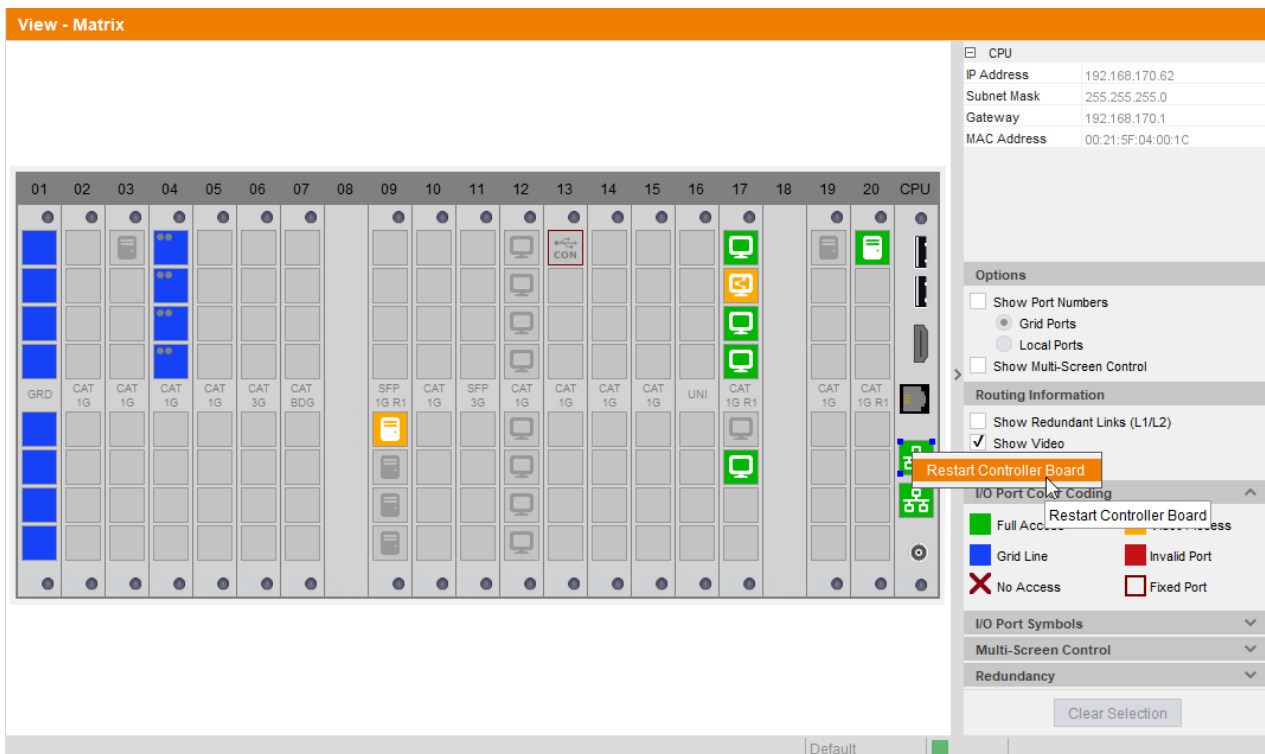 View - Matrix
CPU
IP Address 192.168.170.62
Subnet Mask 255.255.255.0
Gateway 192.168.170.1
MAC Address 00:21:5F:04:00:1C
01 02 03 04 05 06 07 08 09 10 11 12 13 14 15 16 17 18 19 20 CPU
CON
GRD CAT 1G CAT 1G CAT 1G CAT 1G CAT 3G CAT BDG SFP 1G R1 CAT 1G SFP 3G CAT 1G CAT 1G CAT 1G CAT 1G UNI CAT 1G R1 CAT 1G CAT 1G R1
Options
Show Port Numbers
Grid Ports
Local Ports
Show Multi-Screen Control
Routing Information
Show Redundant Links (L1/L2)
Show Video
Restart Controller Board
I/O Port Color Coding
Restart Controller Board
Full Access
Grid Line
Invalid Port
No Access
Fixed Port
I/O Port Symbols
Multi-Screen Control
Redundancy
Clear Selection
Default